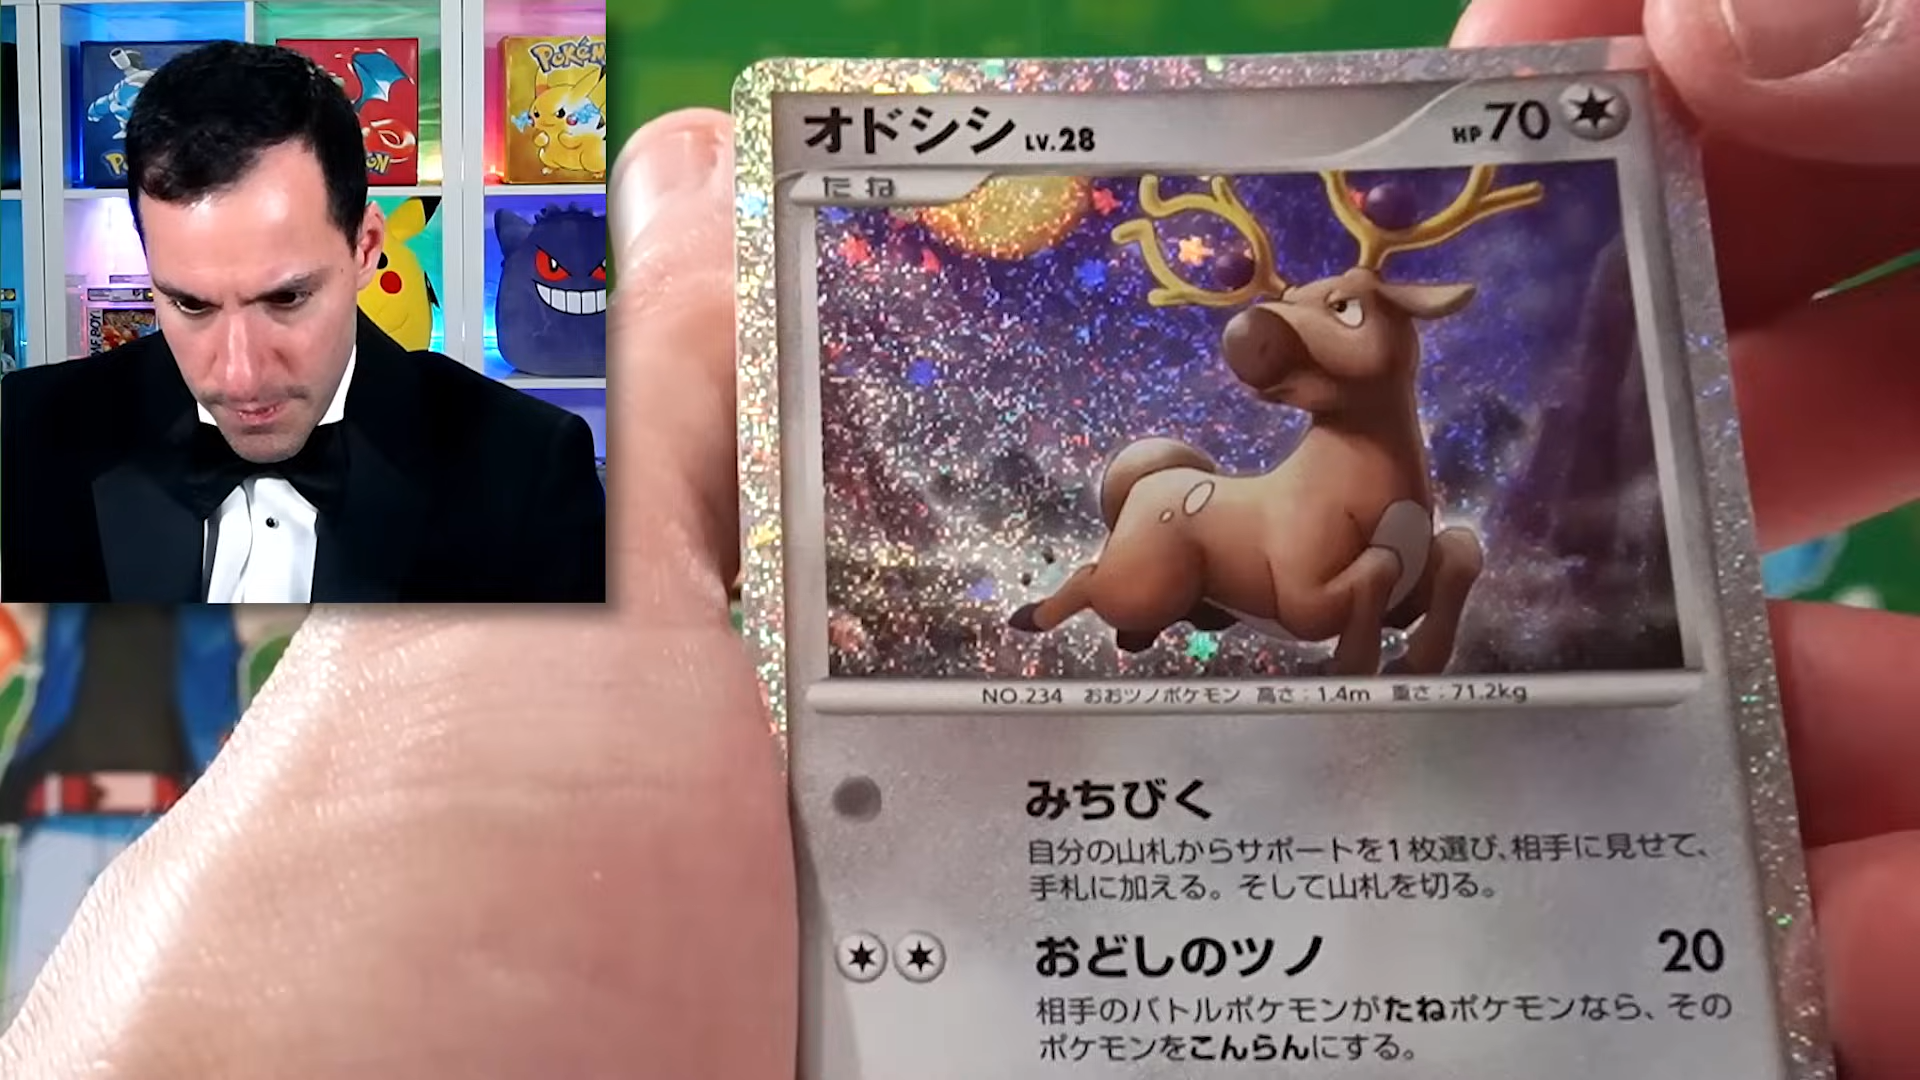 POKéM
GAME BOY
オドシシ LV.28
HP 70
たね
NO.234 おおツノポケモン 高さ：1.4m 重さ：71.2kg
みちびく
自分の山札からサポートを1枚選び、相手に見せて、
手札に加える。そして山札を切る。
おどしのツノ 20
相手のバトルポケモンがたねポケモンなら、その
ポケモンをこんらんにする。